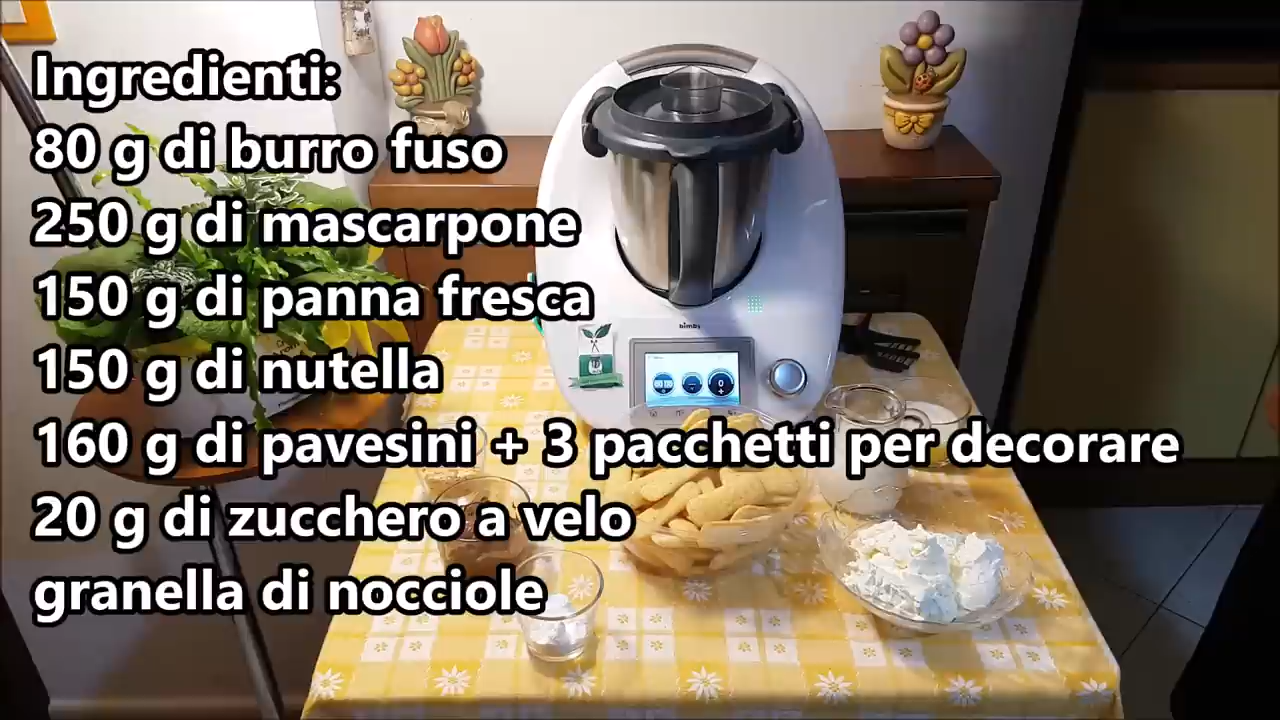 Ingredienti:
80 g di burro fuso
250 g di mascarpone
150 g di panna fresca
150 g di nutella
160 g di pavesini + 3 pacchetti per decorare
20 g di zucchero a velo
granella di nocciole
bimby